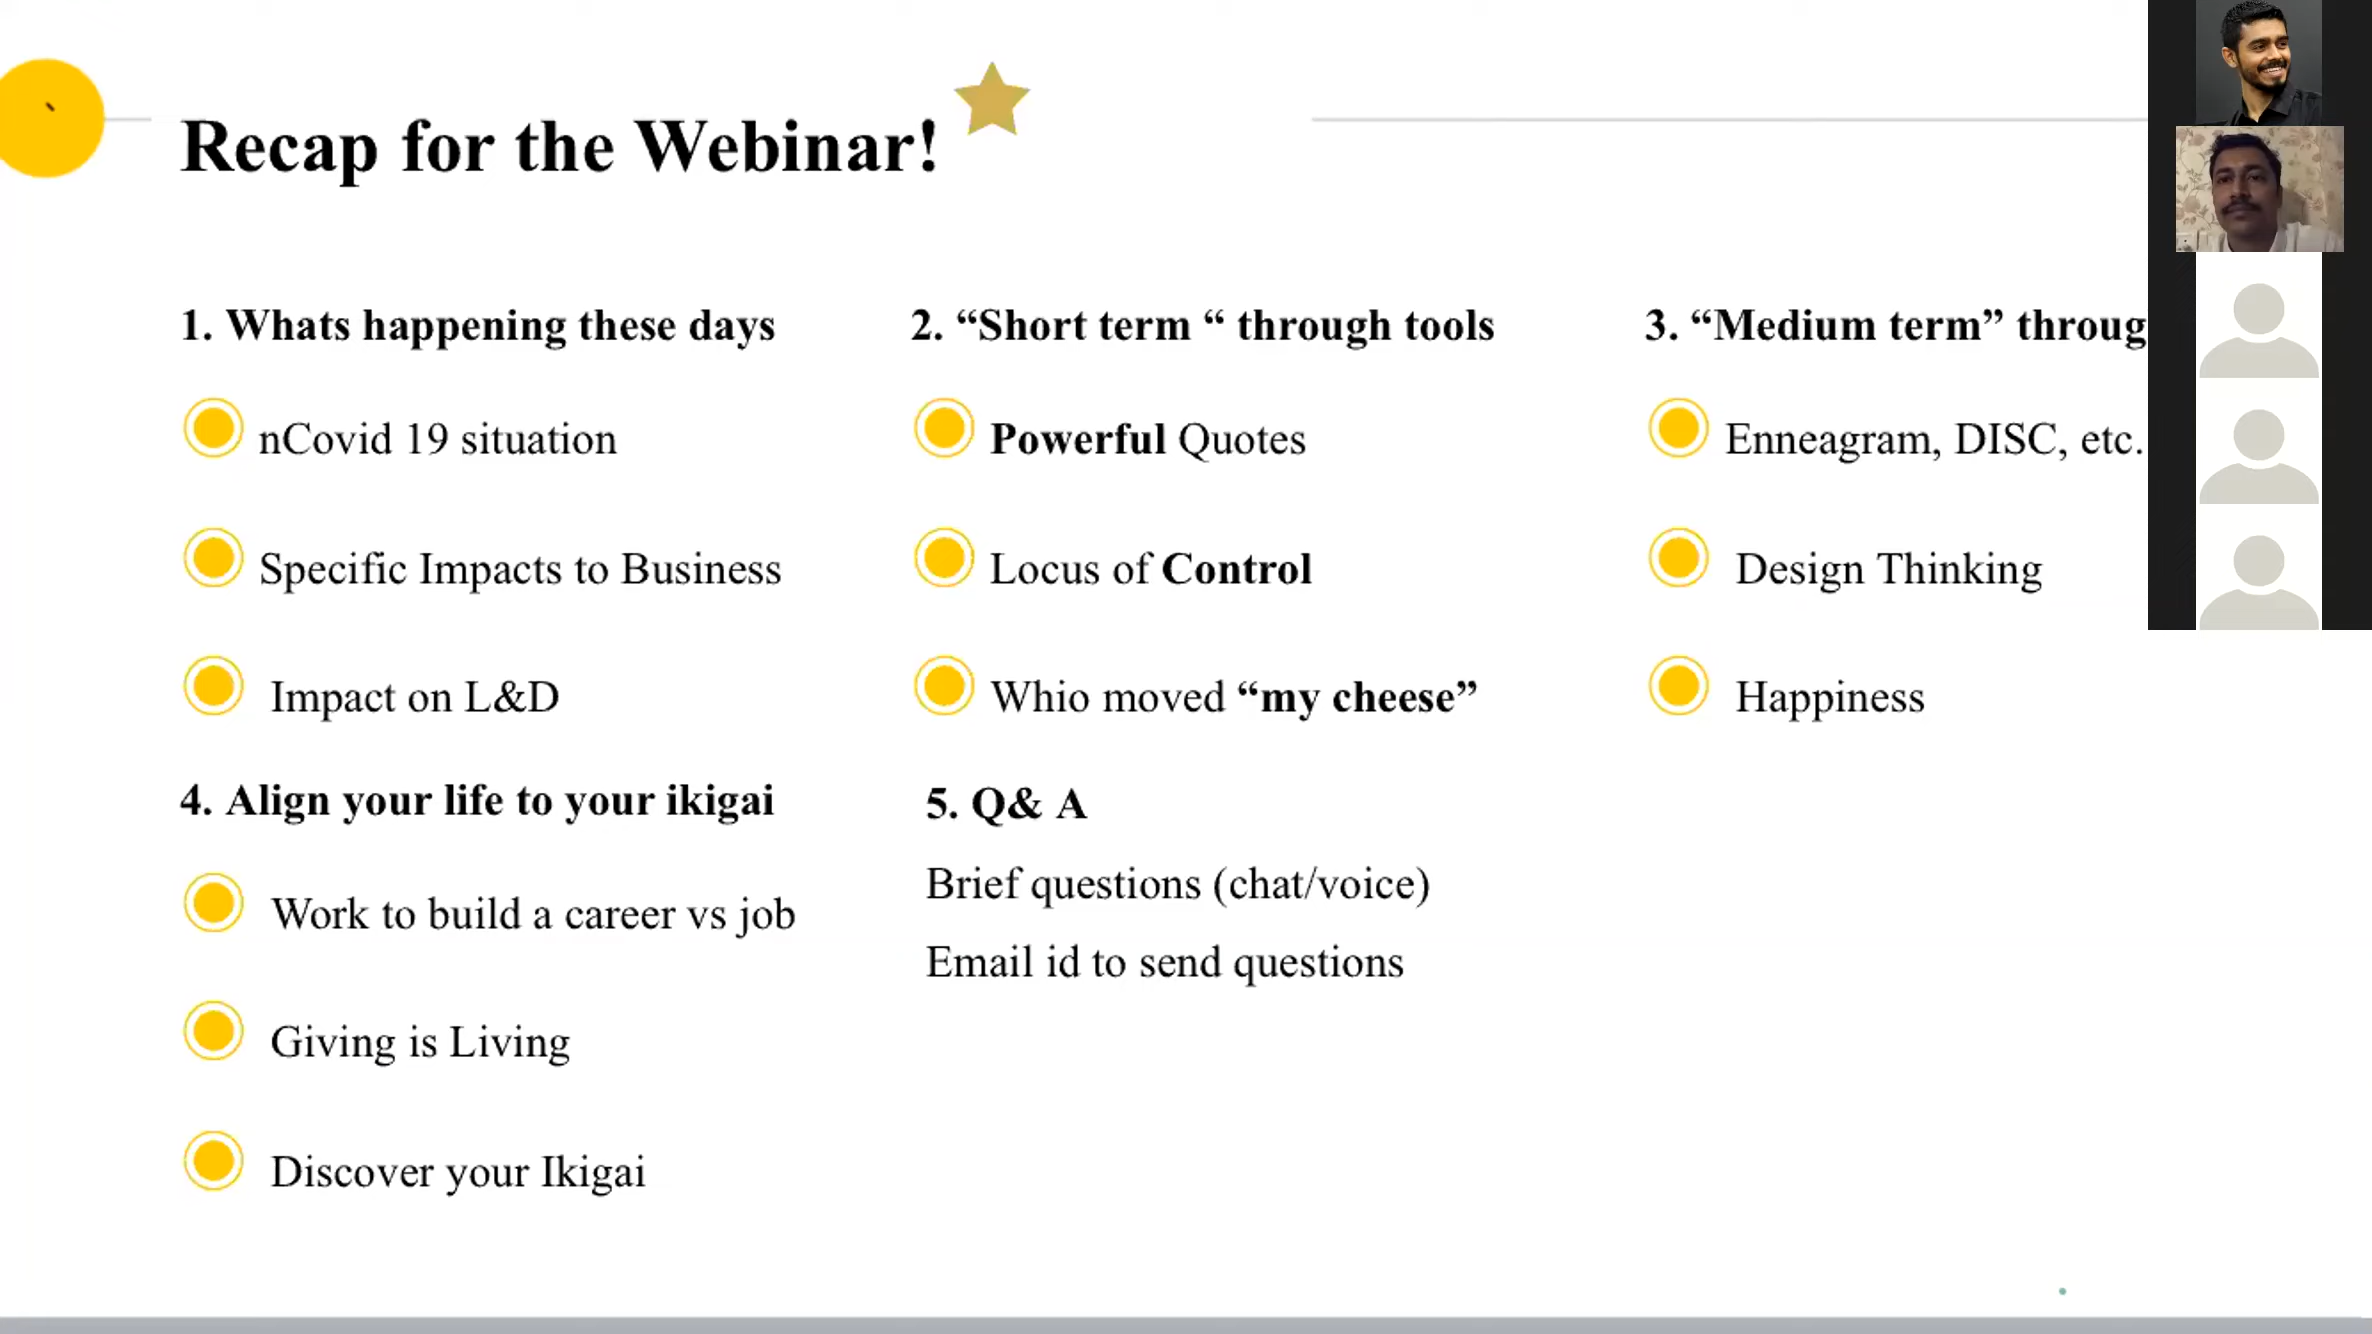 Recap for the Webinar!
1. Whats happening these days
nCovid 19 situation
Specific Impacts to Business
Impact on L&D
2. “Short term “ through tools
Powerful Quotes
Locus of Control
Whio moved “my cheese”
3. “Medium term” throug
Enneagram, DISC, etc.
Design Thinking
Happiness
4. Align your life to your ikigai
Work to build a career vs job
Giving is Living
Discover your Ikigai
5. Q& A
Brief questions (chat/voice)
Email id to send questions